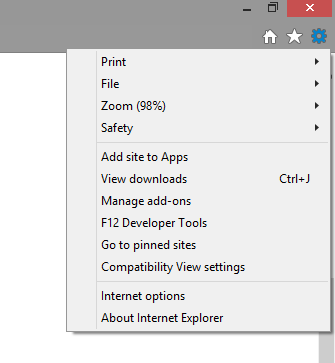 Print
File
Zoom (98%)
Safety
Add site to Apps
View downloads Ctrl+J
Manage add-ons
F12 Developer Tools
Go to pinned sites
Compatibility View settings
Internet options
About Internet Explorer